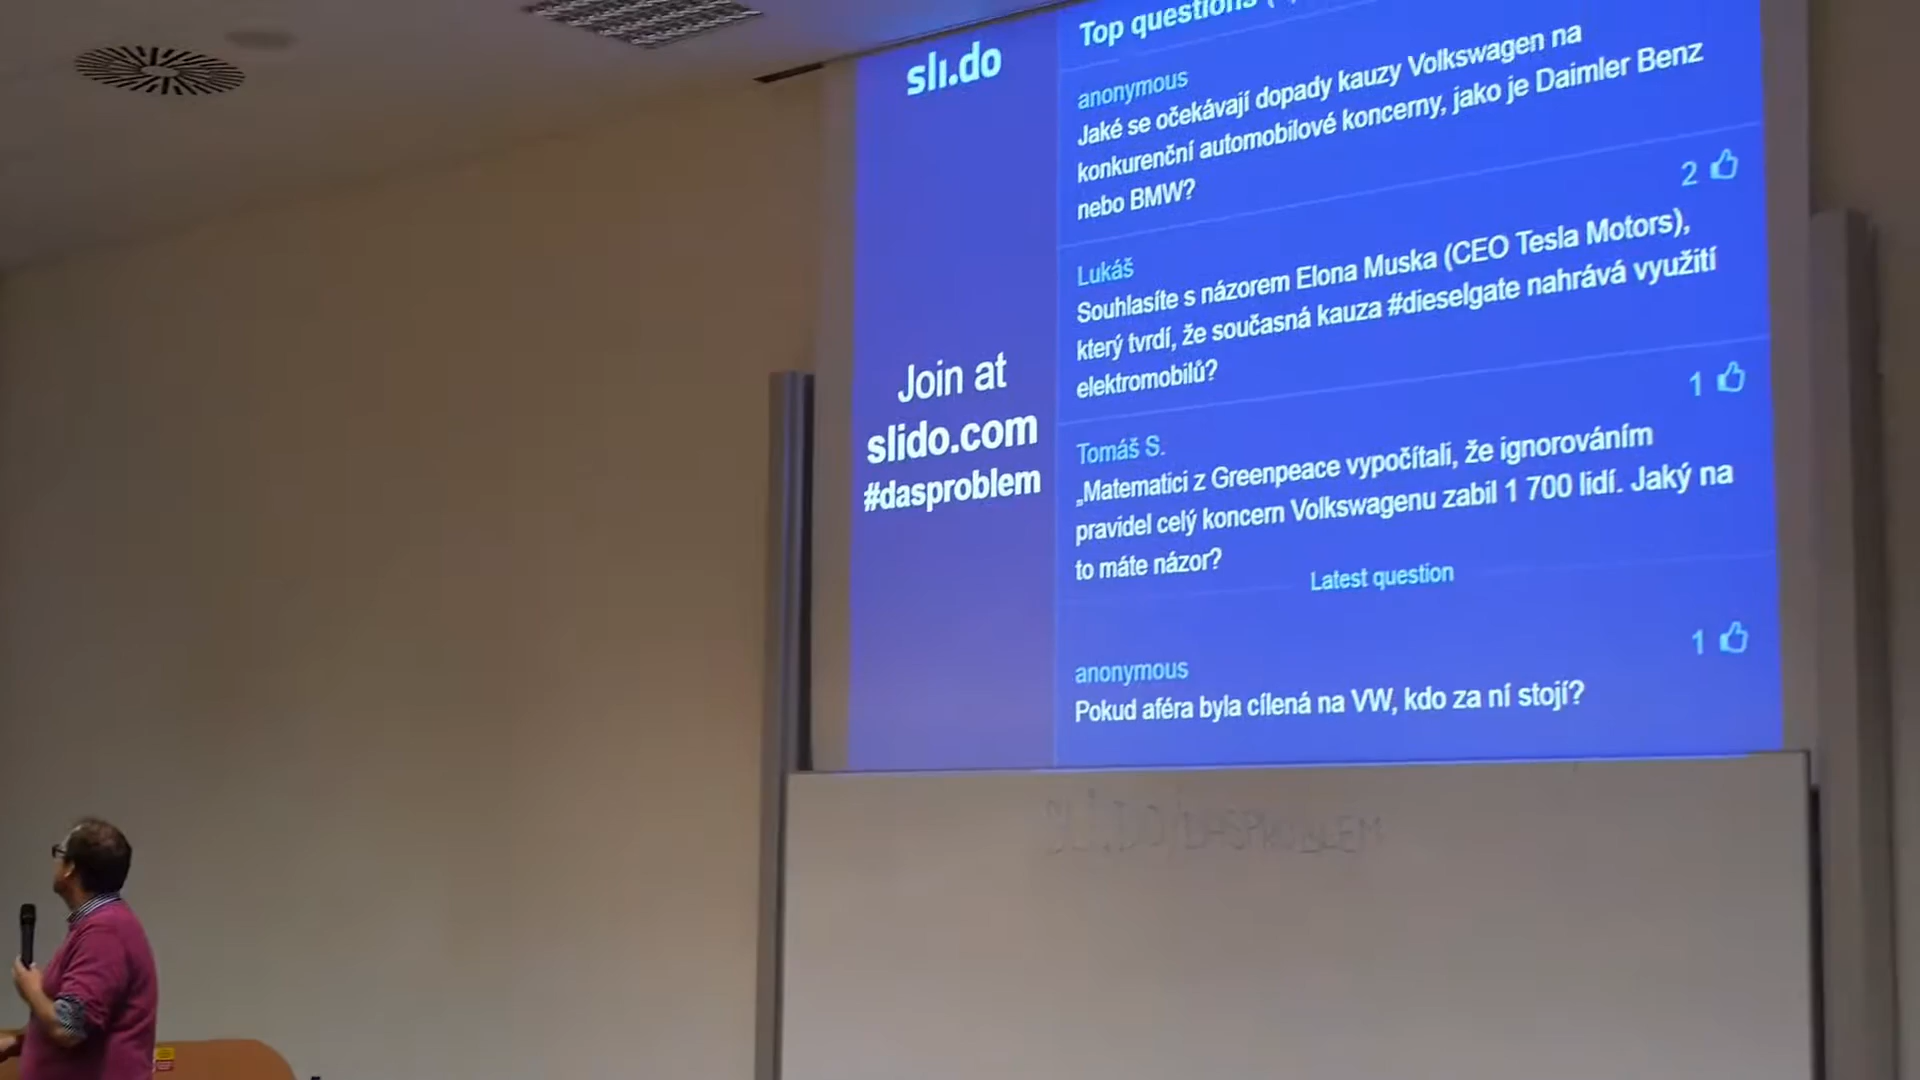 sli.do
Join at
slido.com
#dasproblem
Top questions
anonymous
Jaké se očekávají dopady kauzy Volkswagen na
konkurenční automobilové koncerny, jako je Daimler Benz
nebo BMW?
2
Lukáš
Souhlasíte s názorem Elona Muska (CEO Tesla Motors),
který tvrdí, že současná kauza #dieselgate nahrává využití
elektromobilů?
1
Tomáš S.
„Matematici z Greenpeace vypočítali, že ignorováním
pravidel celý koncern Volkswagenu zabil 1 700 lidí. Jaký na
to máte názor?
Latest question
1
anonymous
Pokud aféra byla cílená na VW, kdo za ní stojí?
SLI.DO/DASPROBLEM